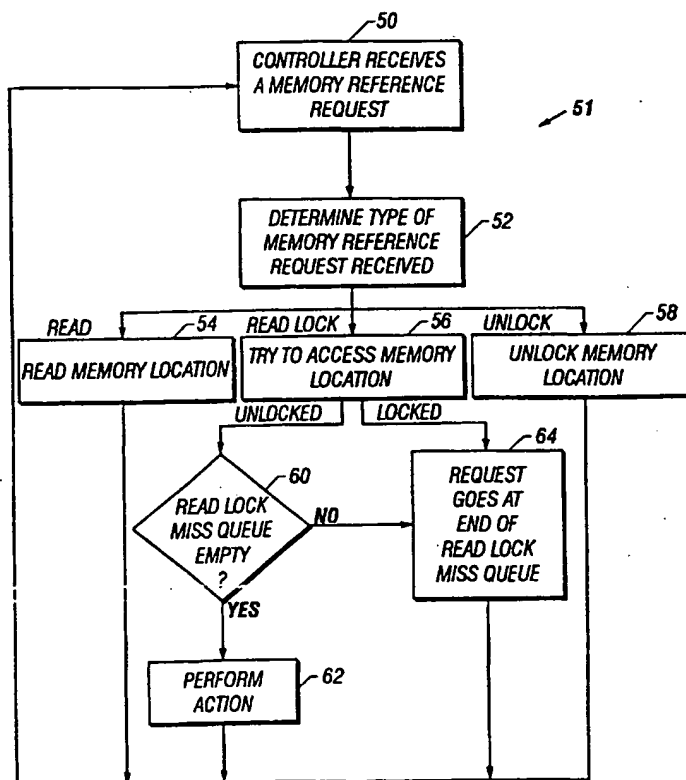 50
CONTROLLER RECEIVES
A MEMORY REFERENCE
REQUEST
51
52
DETERMINE TYPE OF
MEMORY REFERENCE
REQUEST RECEIVED
READ
54
READ LOCK
56
UNLOCK
58
READ MEMORY LOCATION
TRY TO ACCESS MEMORY
LOCATION
UNLOCK MEMORY
LOCATION
UNLOCKED
LOCKED
60
READ LOCK
MISS QUEUE
EMPTY
?
NO
YES
64
REQUEST
GOES AT
END OF
READ LOCK
MISS QUEUE
62
PERFORM
ACTION